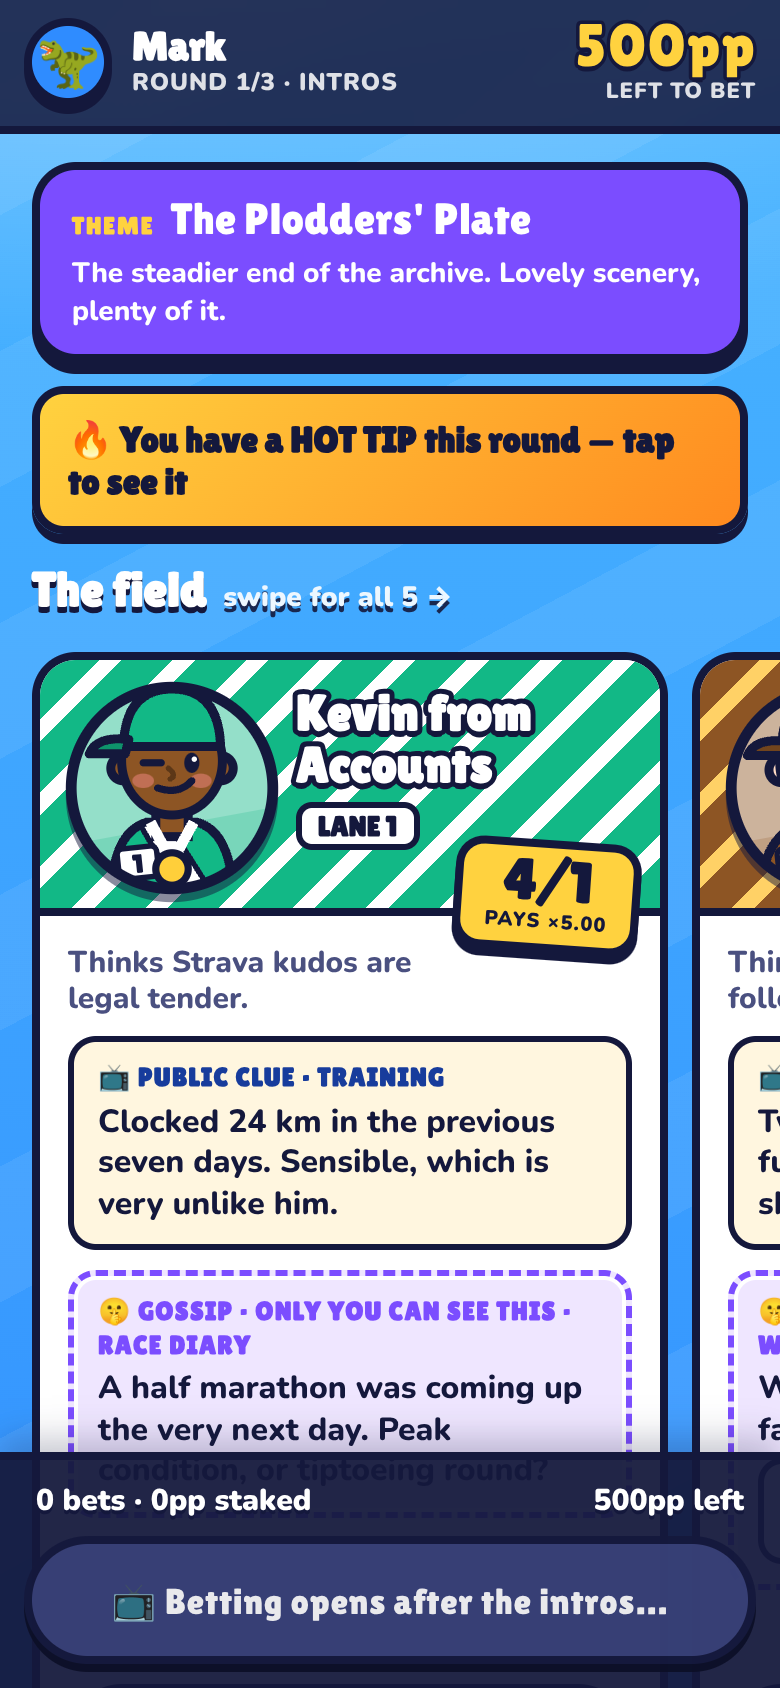 Mark
ROUND 1/3 · INTROS
500pp
LEFT TO BET
THEME The Plodders' Plate
The steadier end of the archive. Lovely scenery,
plenty of it.
You have a HOT TIP this round — tap
to see it
The field swipe for all 5 →
Kevin from
Accounts
LANE 1
1
4/1
PAYS ×5.00
Thinks Strava kudos are
legal tender.
PUBLIC CLUE · TRAINING
Clocked 24 km in the previous
seven days. Sensible, which is
very unlike him.
GOSSIP · ONLY YOU CAN SEE THIS ·
RACE DIARY
A half marathon was coming up
the very next day. Peak
condition, or tiptoeing round?
0 bets · 0pp staked
500pp left
Betting opens after the intros...